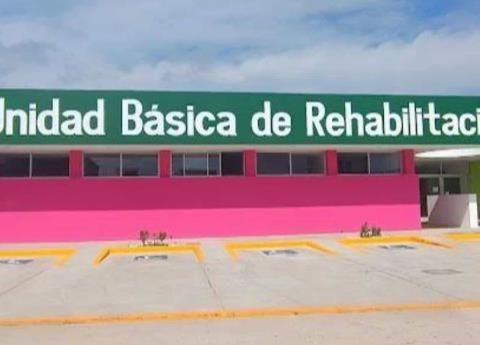 Unidad Básica de Rehabilitaci